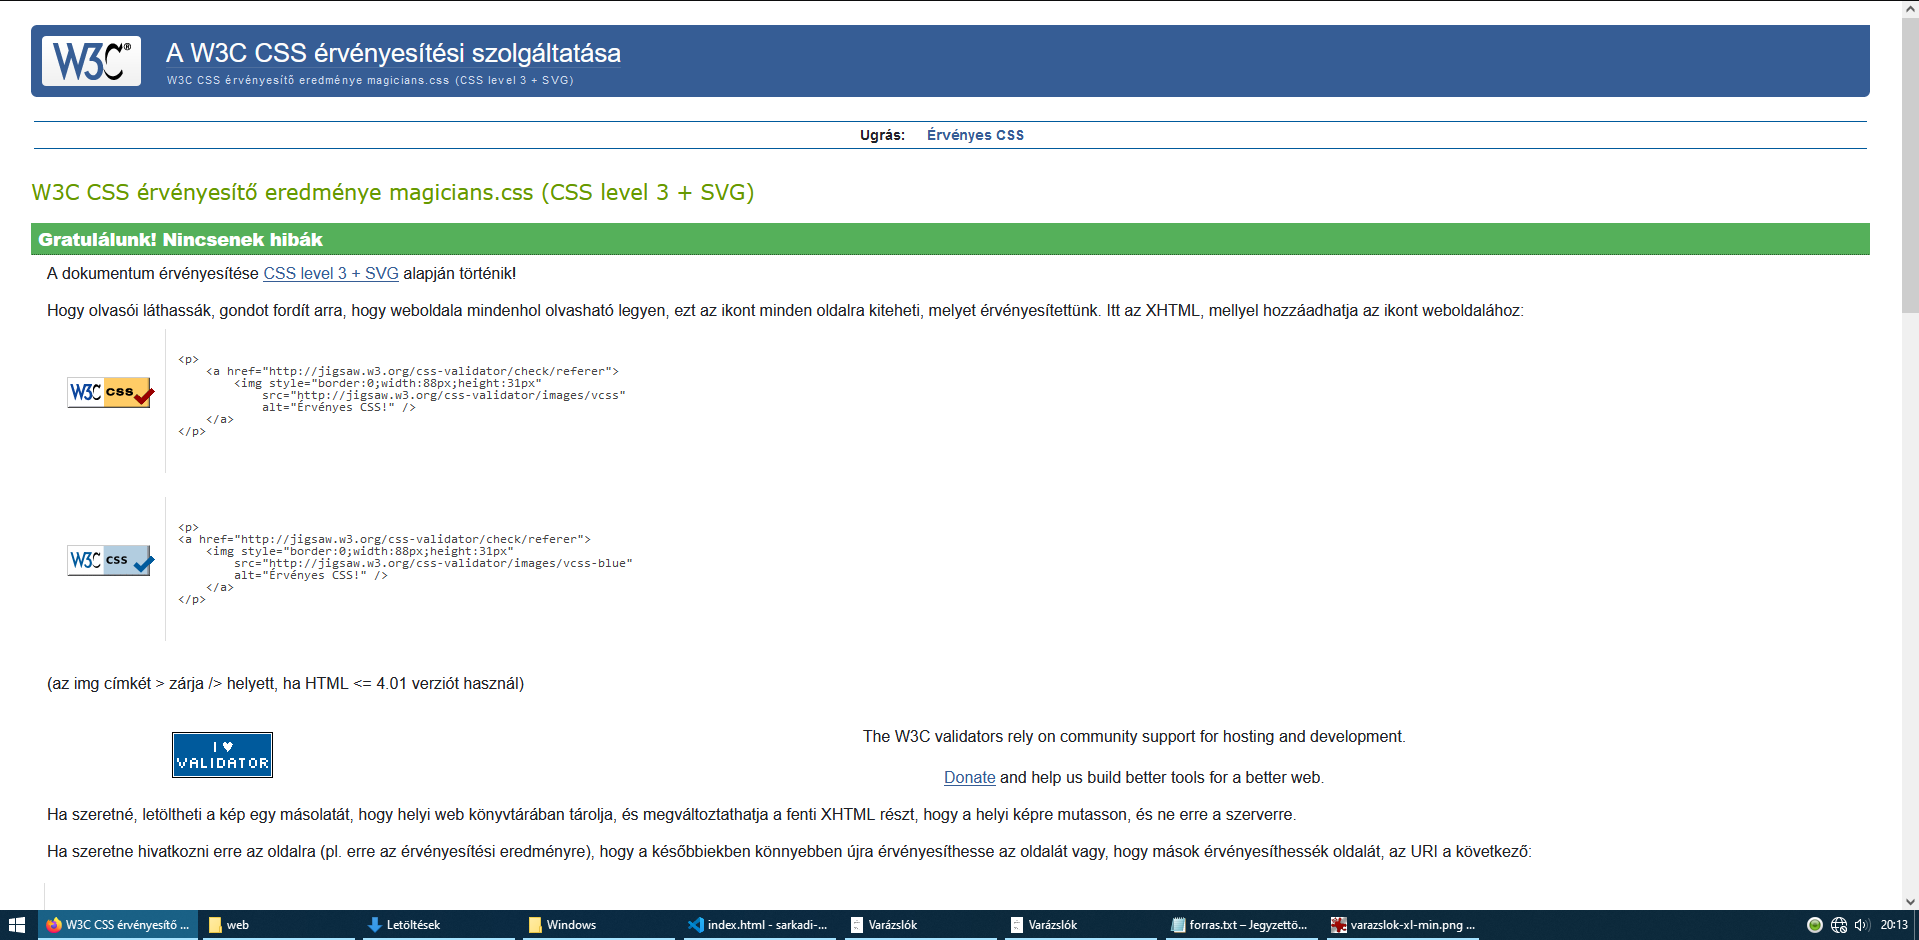 W3C®
A W3C CSS érvényesítési szolgáltatása
W3C CSS érvényesítő eredménye magicians.css (CSS level 3 + SVG)
Ugrás: Érvényes CSS
W3C CSS érvényesítő eredménye magicians.css (CSS level 3 + SVG)
Gratulálunk! Nincsenek hibák
A dokumentum érvényesítése CSS level 3 + SVG alapján történik!
Hogy olvasói láthassák, gondot fordít arra, hogy weboldala mindenhol olvasható legyen, ezt az ikont minden oldalra kiteheti, melyet érvényesítettünk. Itt az XHTML, mellyel hozzáadhatja az ikont weboldalához:
W3C css
<p>
<a href="http://jigsaw.w3.org/css-validator/check/referer">
<img style="border:0;width:88px;height:31px"
src="http://jigsaw.w3.org/css-validator/images/vcss"
alt="Érvényes CSS!" />
</a>
</p>
W3C css
<p>
<a href="http://jigsaw.w3.org/css-validator/check/referer">
<img style="border:0;width:88px;height:31px"
src="http://jigsaw.w3.org/css-validator/images/vcss-blue"
alt="Érvényes CSS!" />
</a>
</p>
(az img címkét > zárja /> helyett, ha HTML <= 4.01 verziót használ)
I ♥
VALIDATOR
The W3C validators rely on community support for hosting and development.
Donate and help us build better tools for a better web.
Ha szeretné, letöltheti a kép egy másolatát, hogy helyi web könyvtárában tárolja, és megváltoztathatja a fenti XHTML részt, hogy a helyi képre mutasson, és ne erre a szerverre.
Ha szeretne hivatkozni erre az oldalra (pl. erre az érvényesítési eredményre), hogy a későbbiekben könnyebben újra érvényesíthesse az oldalát vagy, hogy mások érvényesíthessék oldalát, az URI a következő:
W3C CSS érvényesítő ... web Letöltések Windows index.html - sarkadi-... Varázslók Varázslók forras.txt – Jegyzettö... varazslok-xl-min.png ... 20:13